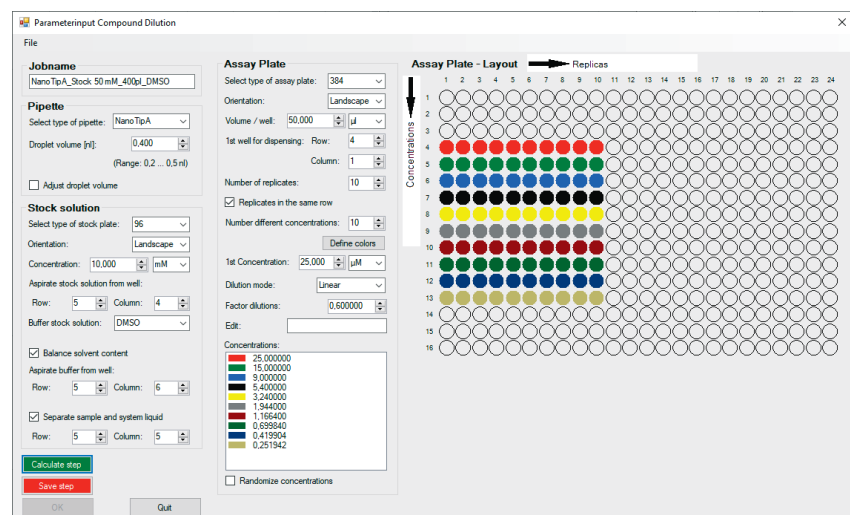 Parameterinput Compound Dilution
File
Jobname
NanoTipA_Stock 50 mM_400pl_DMSO
Pipette
Select type of pipette: NanoTipA
Droplet volume [nl]: 0,400
(Range: 0,2 ... 0,5 nl)
Adjust droplet volume
Stock solution
Select type of stock plate: 96
Orientation: Landscape
Concentration: 10,000 mM
Aspirate stock solution from well:
Row: 5 Column: 4
Buffer stock solution: DMSO
Balance solvent content
Aspirate buffer from well:
Row: 5 Column: 6
Separate sample and system liquid
Row: 5 Column: 5
Calculate step
Save step
OK Quit
Assay Plate
Select type of assay plate: 384
Orientation: Landscape
Volume / well: 50,000 µl
1st well for dispensing: Row: 4
Column: 1
Number of replicates: 10
Replicates in the same row
Number different concentrations: 10
Define colors
1st Concentration: 25,000 µM
Dilution mode: Linear
Factor dilutions: 0,600000
Edit:
Concentrations:
25,000000
15,000000
9,000000
5,400000
3,240000
1,944000
1,166400
0,699840
0,419904
0,251942
Randomize concentrations
Assay Plate - Layout Replicas
Concentrations
1 2 3 4 5 6 7 8 9 10 11 12 13 14 15 16 17 18 19 20 21 22 23 24
1
2
3
4
5
6
7
8
9
10
11
12
13
14
15
16